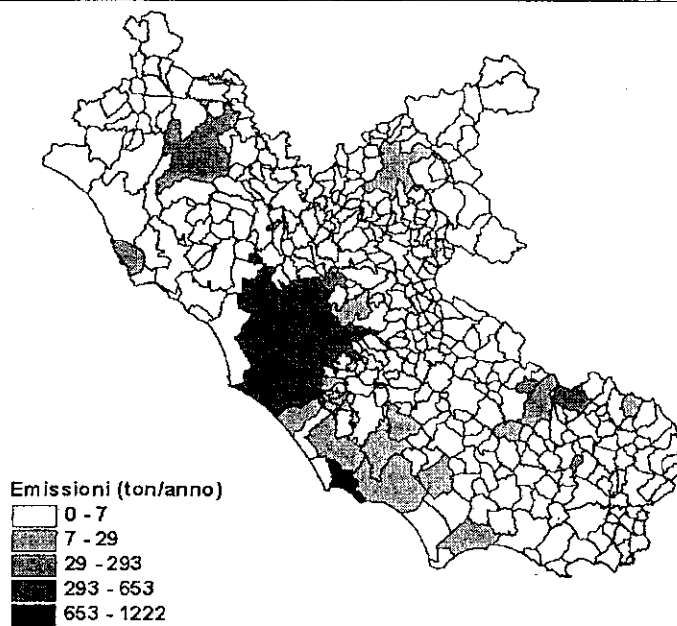 Emissioni (ton/anno)
0 - 7
7 - 29
29 - 293
293 - 653
653 - 1222